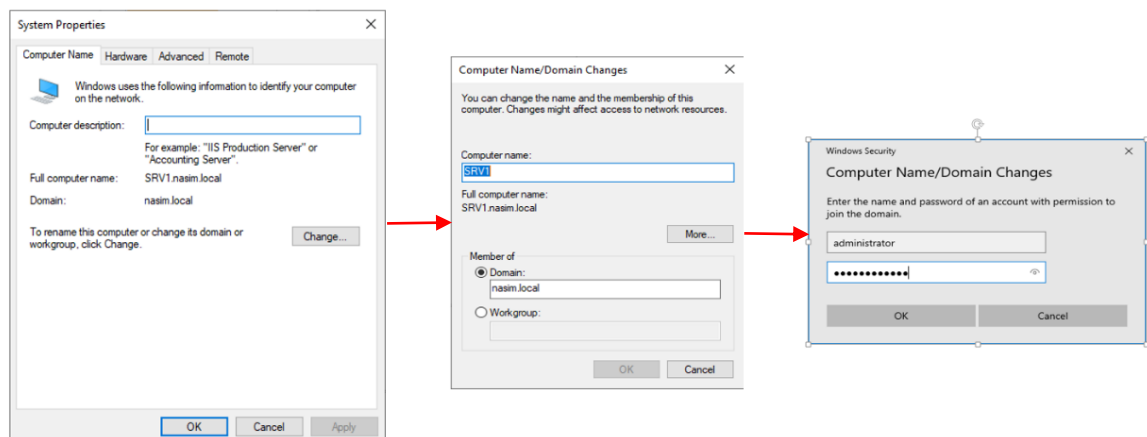 System Properties
Computer Name Hardware Advanced Remote
Windows uses the following information to identify your computer
on the network.
Computer description:
For example: "IIS Production Server" or
"Accounting Server".
Full computer name: SRV1.nasim.local
Domain: nasim.local
To rename this computer or change its domain or
workgroup, click Change.
Change...
OK Cancel Apply
Computer Name/Domain Changes
You can change the name and the membership of this
computer. Changes might affect access to network resources.
Computer name:
SRV1
Full computer name:
SRV1.nasim.local
More...
Member of
Domain:
nasim.local
Workgroup:
OK Cancel
Windows Security
Computer Name/Domain Changes
Enter the name and password of an account with permission to
join the domain.
administrator
●●●●●●●●●●●●
OK Cancel